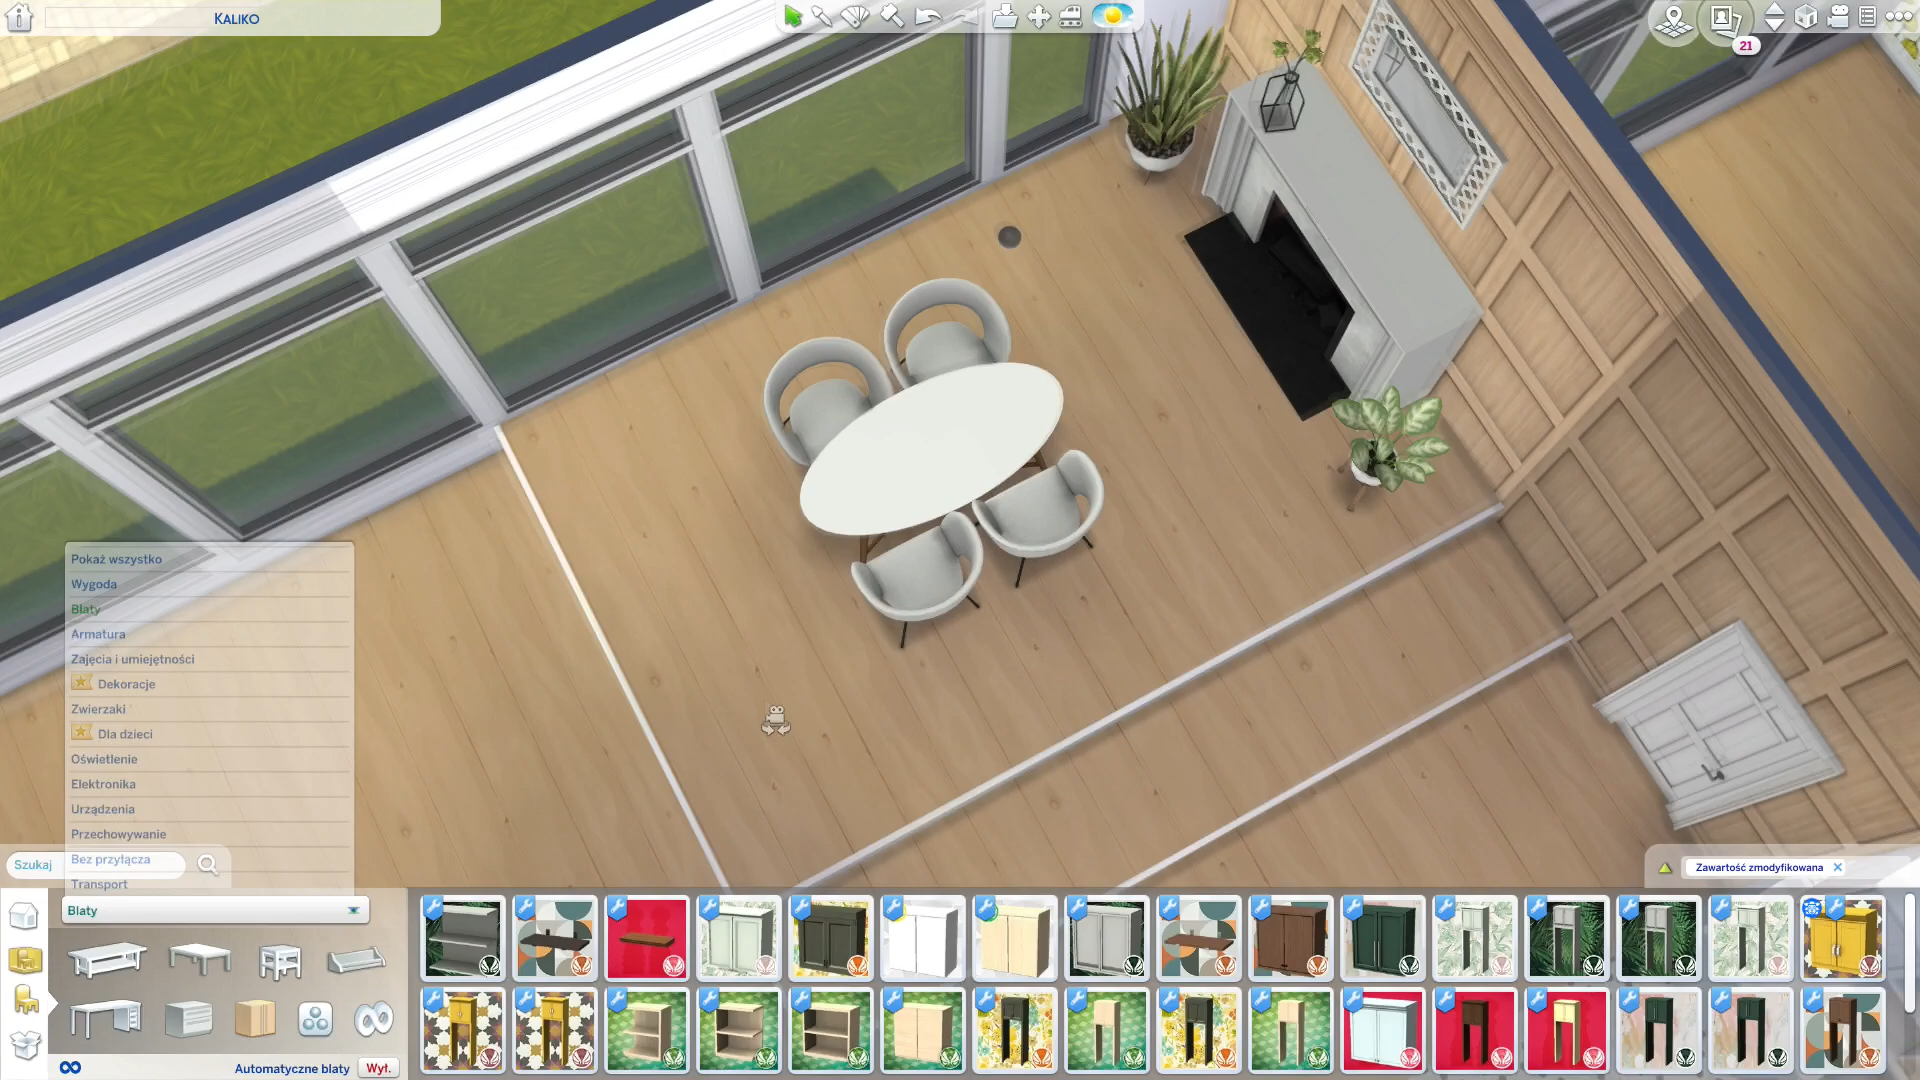 KALIKO
21
Pokaż wszystko
Wygoda
Blaty
Armatura
Zajęcia i umiejętności
Dekoracje
Zwierzaki
Dla dzieci
Oświetlenie
Elektronika
Urządzenia
Przechowywanie
Szukaj
Bez przyłącza
Transport
Zawartość zmodyfikowana
Blaty
Automatyczne blaty
Wył.